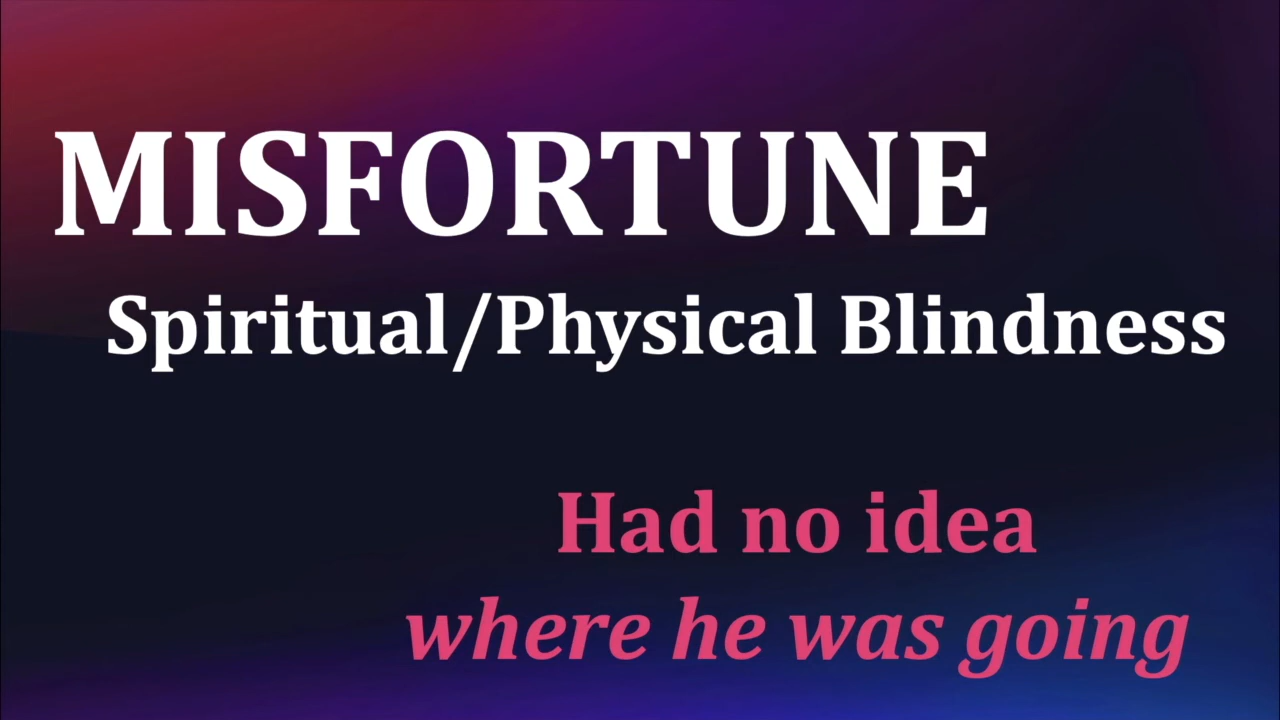 MISFORTUNE
Spiritual/Physical Blindness
Had no idea
where he was going